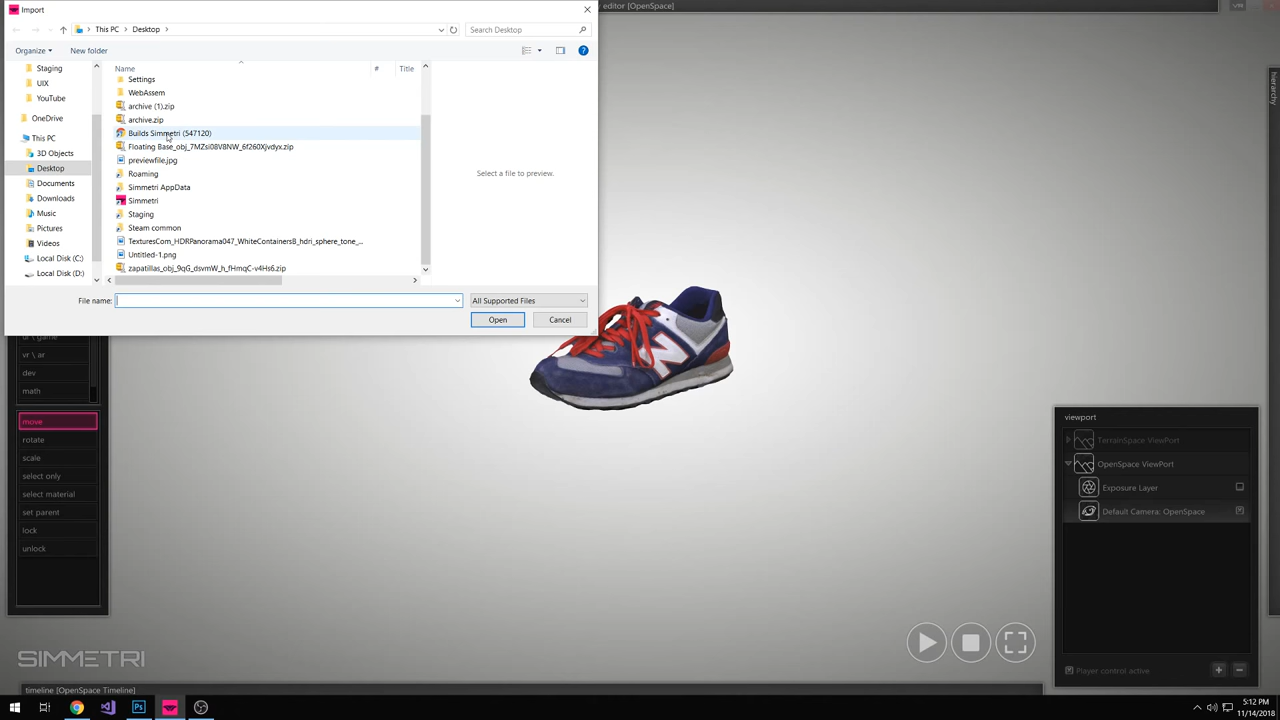 Import
editor [OpenSpace]
This PC
Desktop
Search Desktop
Organize
New folder
Name
#
Title
Staging
UIX
YouTube
OneDrive
This PC
3D Objects
Desktop
Documents
Downloads
Music
Pictures
Videos
Local Disk (C:)
Local Disk (D:)
Settings
WebAssem
archive (1).zip
archive.zip
Builds Simmetri (547120)
Floating Base_obj_7MZsi08V8NW_6f260Xjvdyx.zip
previewfile.jpg
Roaming
Simmetri AppData
Simmetri
Staging
Steam common
TexturesCom_HDRPanorama047_WhiteContainers8_hdri_sphere_tone_...
Untitled-1.png
zapatillas_obj_9qG_dsvmW_h_fHmqC-v4Hs6.zip
Select a file to preview.
File name:
All Supported Files
Open
Cancel
hierarchy
vr \ ar
dev
math
move
rotate
scale
select only
select material
set parent
lock
unlock
N
viewport
TerrainSpace ViewPort
OpenSpace ViewPort
Exposure Layer
Default Camera: OpenSpace
Player control active
SIMMETRI
timeline [OpenSpace Timeline]
Ps
5:12 PM
11/14/2018